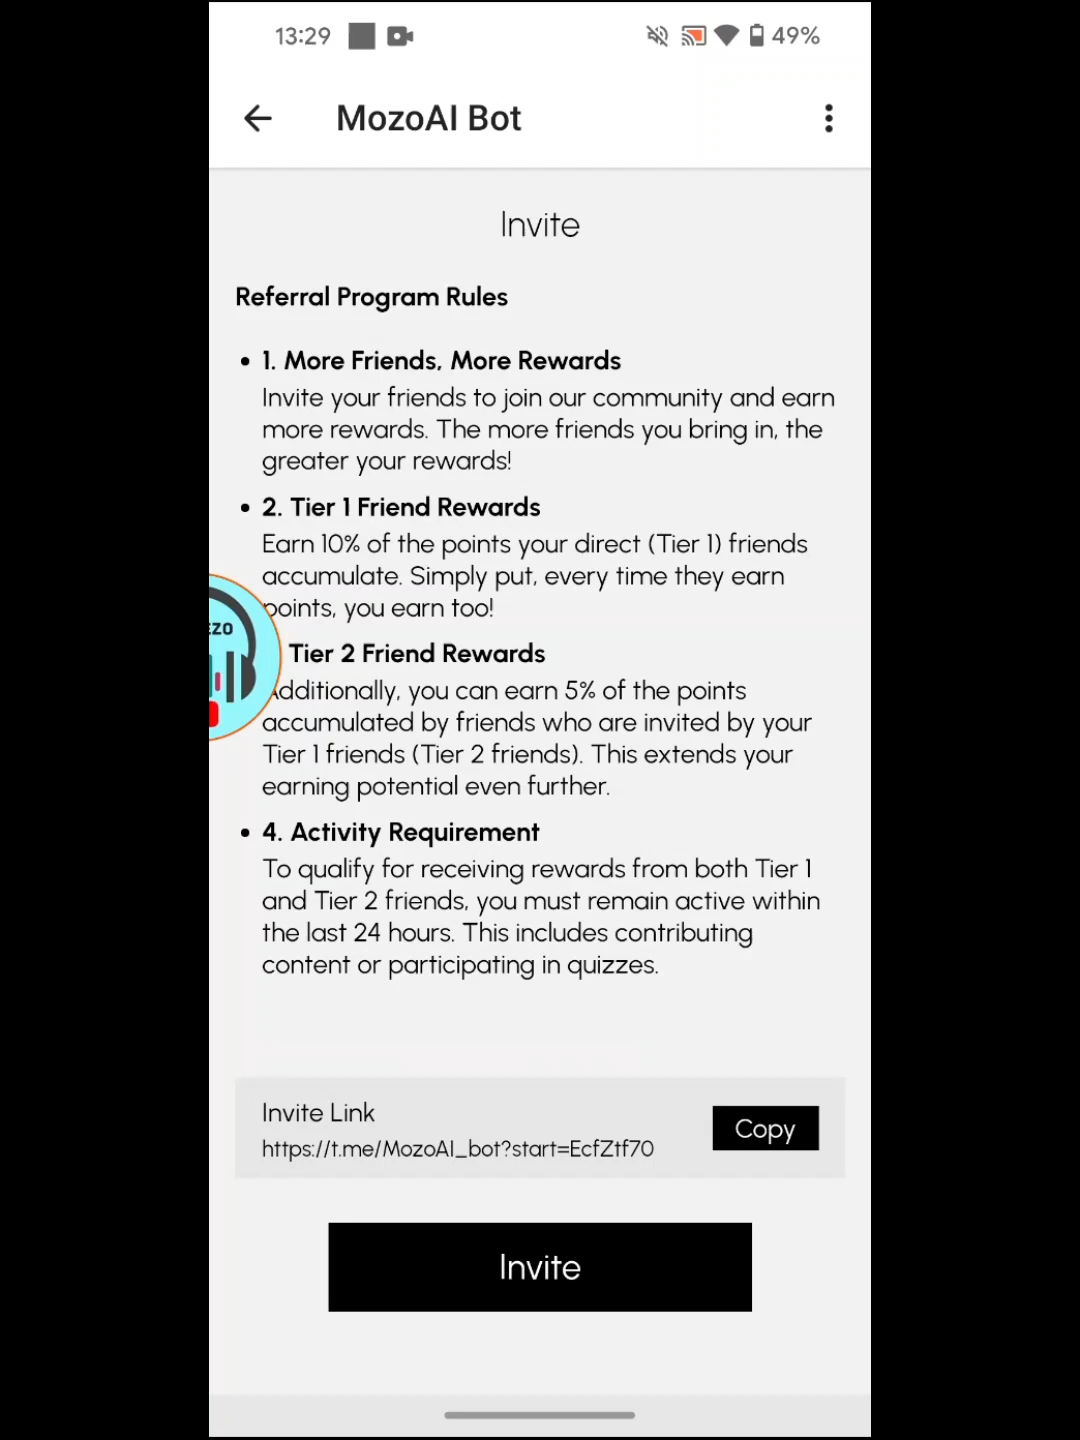 13:29
49%
MozoAI Bot
Invite
Referral Program Rules
1. More Friends, More Rewards
Invite your friends to join our community and earn
more rewards. The more friends you bring in, the
greater your rewards!
2. Tier 1 Friend Rewards
Earn 10% of the points your direct (Tier 1) friends
accumulate. Simply put, every time they earn
points, you earn too!
Tier 2 Friend Rewards
Additionally, you can earn 5% of the points
accumulated by friends who are invited by your
Tier 1 friends (Tier 2 friends). This extends your
earning potential even further.
4. Activity Requirement
To qualify for receiving rewards from both Tier 1
and Tier 2 friends, you must remain active within
the last 24 hours. This includes contributing
content or participating in quizzes.
Invite Link
https://t.me/MozoAI_bot?start=EcfZtf70
Copy
Invite